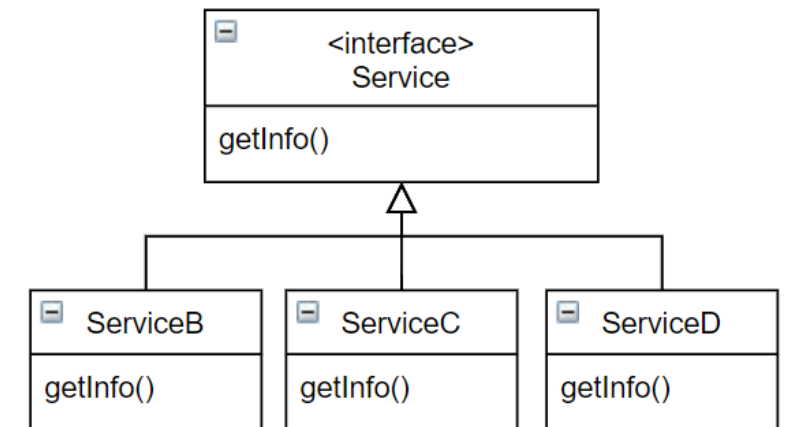 <interface>
Service
getInfo()
ServiceB
ServiceC
ServiceD
getInfo()
getInfo()
getInfo()